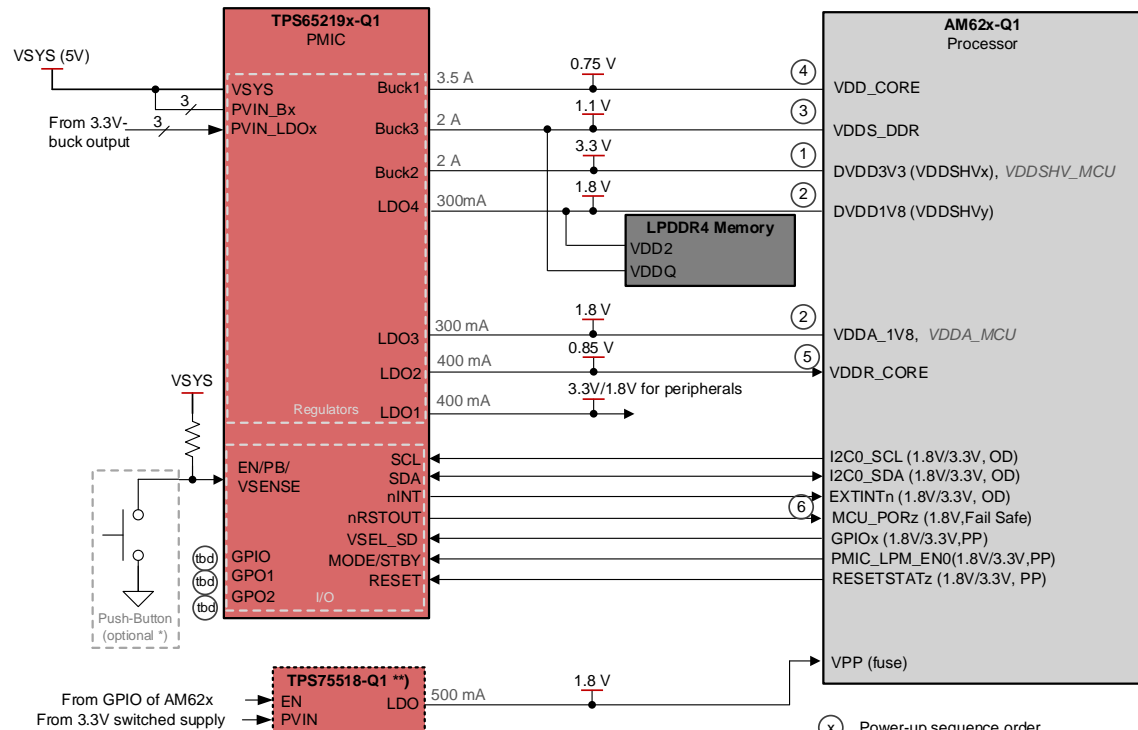 TPS65219x-Q1
PMIC
AM62x-Q1
Processor
VSYS (5V)
VSYS
PVIN_Bx
3
From 3.3V-
buck output
3
PVIN_LDOx
Buck1
3.5 A
0.75 V
4
VDD_CORE
Buck3
2 A
1.1 V
3
VDDS_DDR
Buck2
2 A
3.3 V
1
DVDD3V3 (VDDSHVx), VDDSHV_MCU
LDO4
300mA
1.8 V
2
DVDD1V8 (VDDSHVy)
LPDDR4 Memory
VDD2
VDDQ
LDO3
300 mA
1.8 V
2
VDDA_1V8, VDDA_MCU
LDO2
400 mA
0.85 V
5
VDDR_CORE
LDO1
400 mA
3.3V/1.8V for peripherals
Regulators
VSYS
EN/PB/
VSENSE
SCL
I2C0_SCL (1.8V/3.3V, OD)
SDA
I2C0_SDA (1.8V/3.3V, OD)
nINT
EXTINTn (1.8V/3.3V, OD)
nRSTOUT
6
MCU_PORz (1.8V,Fail Safe)
VSEL_SD
GPIOx (1.8V/3.3V,PP)
MODE/STBY
PMIC_LPM_EN0(1.8V/3.3V,PP)
RESET
RESETSTATz (1.8V/3.3V, PP)
tbd
GPIO
tbd
GPO1
tbd
GPO2
I/O
Push-Button
(optional *)
VPP (fuse)
TPS75518-Q1 **)
From GPIO of AM62x
EN
LDO
500 mA
1.8 V
From 3.3V switched supply
PVIN
x
Power-up sequence order